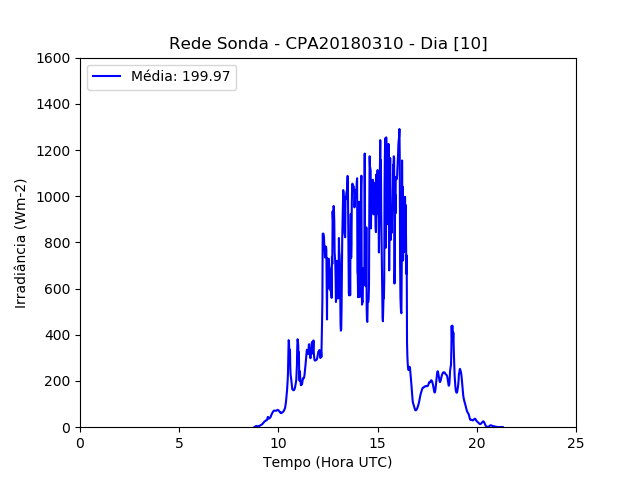 Rede Sonda - CPA20180310 - Dia [10]
Média: 199.97
1600
1400
1200
1000
800
600
400
200
0
Irradiância (Wm-2)
0 5 10 15 20 25
Tempo (Hora UTC)